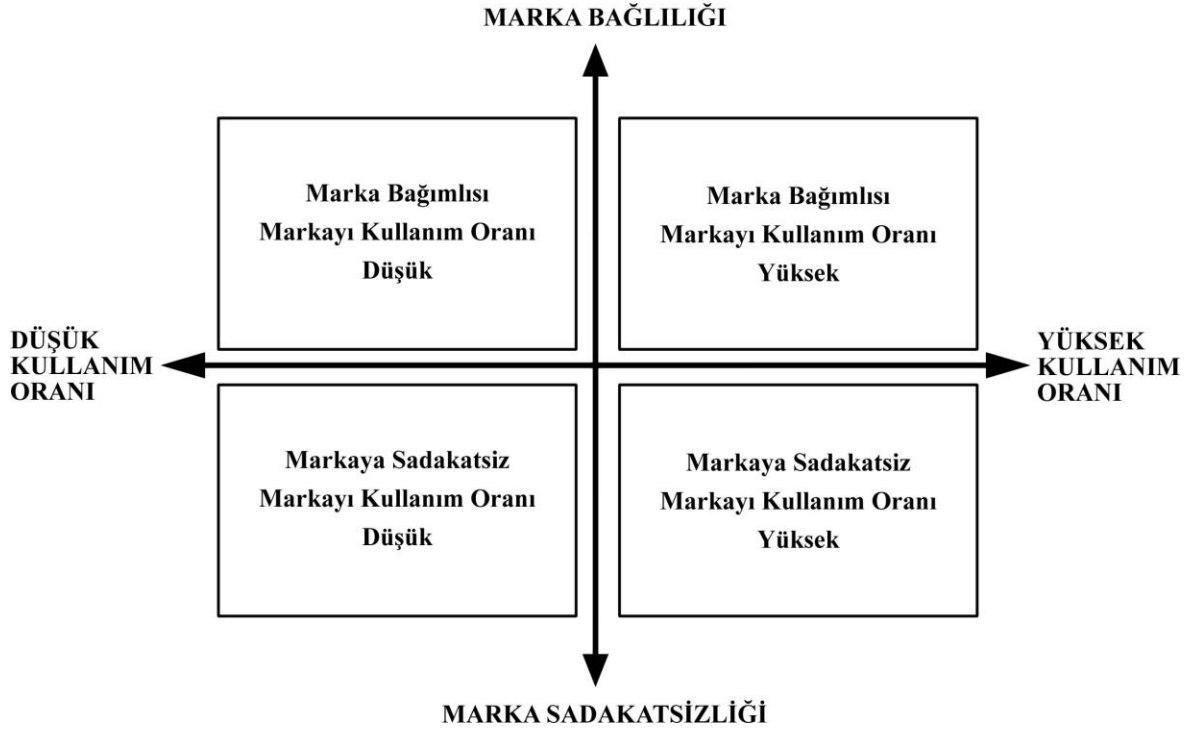 MARKA BAĞLILIĞI
Marka Bağımlısı
Markayı Kullanım Oranı
Düşük
Marka Bağımlısı
Markayı Kullanım Oranı
Yüksek
DÜŞÜK
KULLANIM
ORANI
YÜKSEK
KULLANIM
ORANI
Markaya Sadakatsiz
Markayı Kullanım Oranı
Düşük
Markaya Sadakatsiz
Markayı Kullanım Oranı
Yüksek
MARKA SADAKATSİZLİĞİ